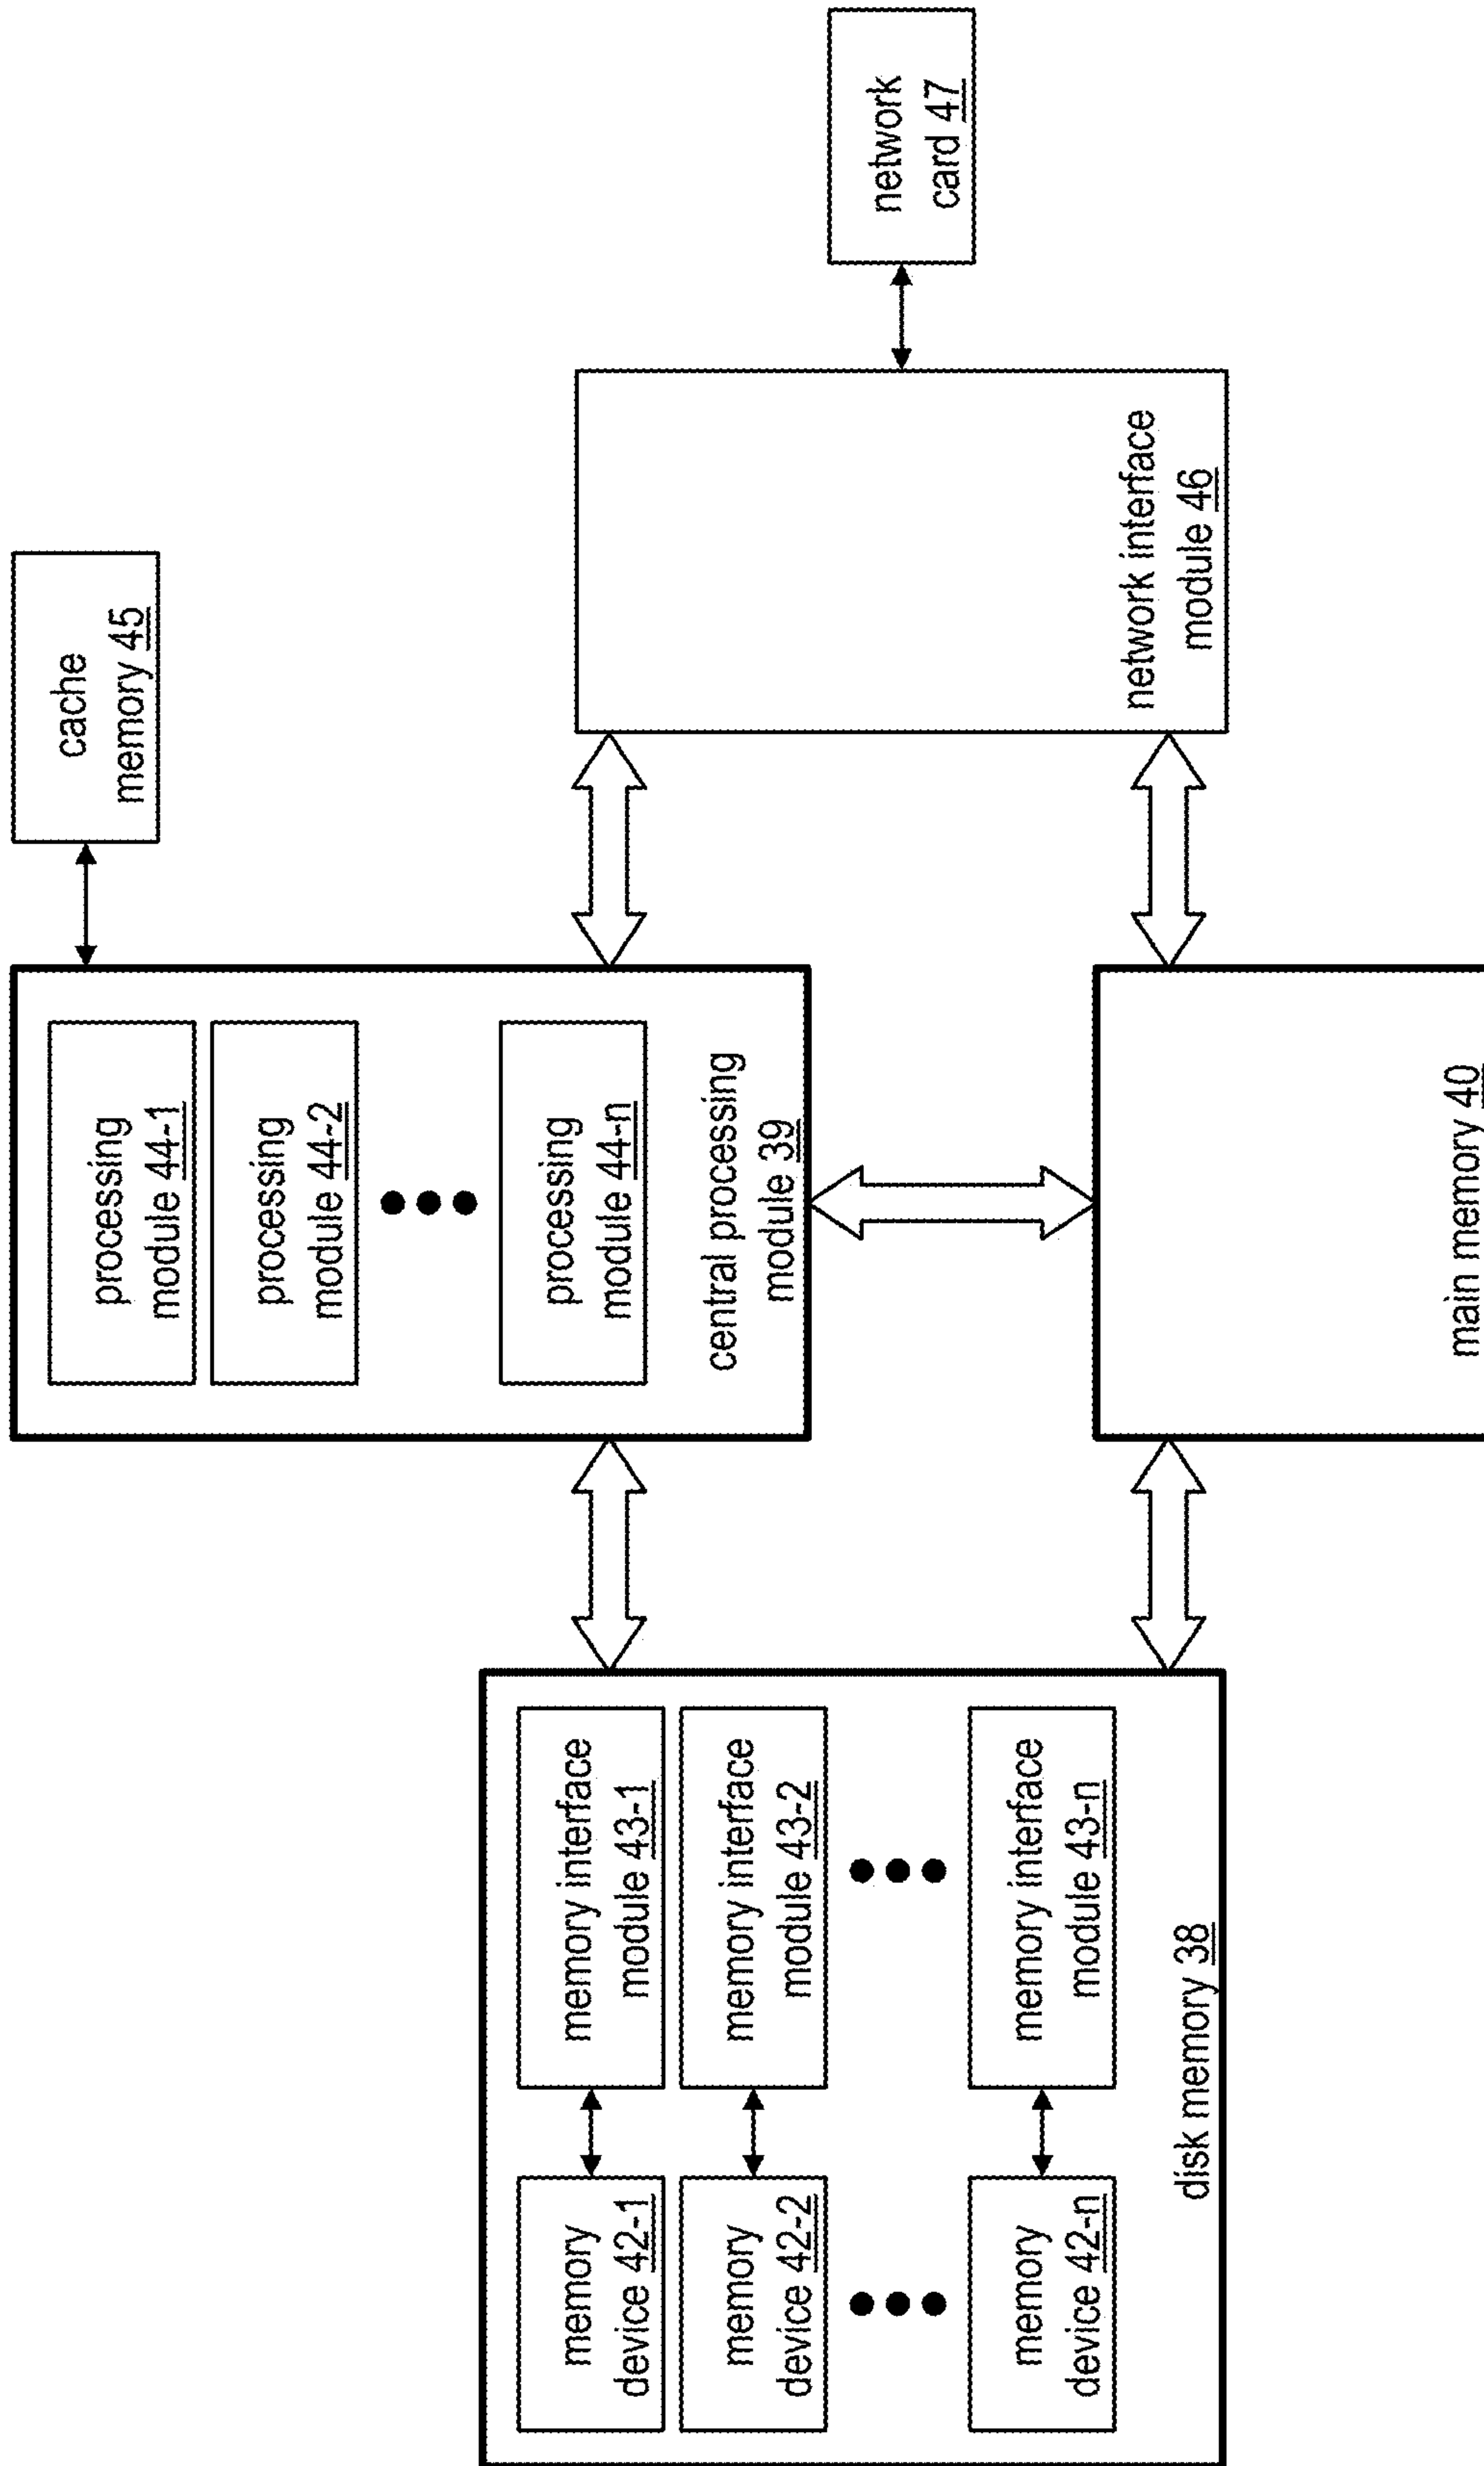 memory
device 42-1
memory interface
module 43-1
memory
device 42-2
memory interface
module 43-2
memory
device 42-n
memory interface
module 43-n
disk memory 38
processing
module 44-1
processing
module 44-2
processing
module 44-n
central processing
module 39
cache
memory 45
main memory 40
network interface
module 46
network
card 47